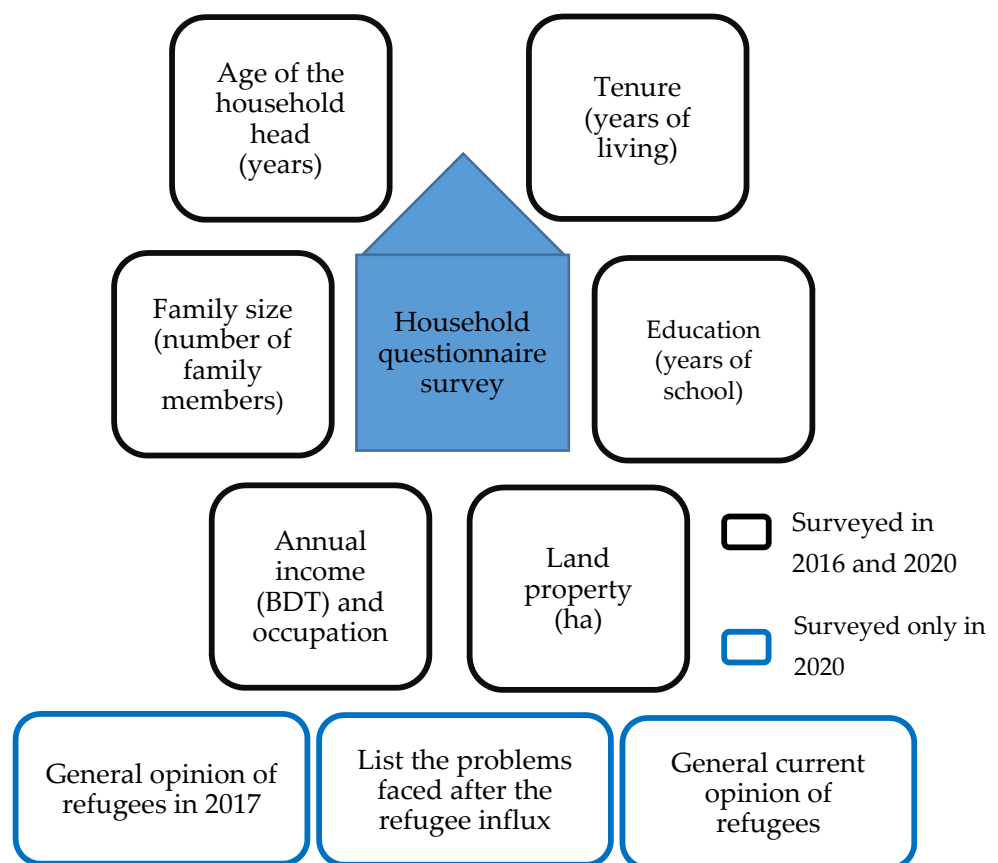 Age of the
household
head
(years)
Tenure
(years of
living)
Family size
(number of
family
members)
Household
questionnaire
survey
Education
(years of
school)
Annual
income
(BDT) and
occupation
Land
property
(ha)
Surveyed in
2016 and 2020
Surveyed only in
2020
General opinion of
refugees in 2017
List the problems
faced after the
refugee influx
General current
opinion of
refugees